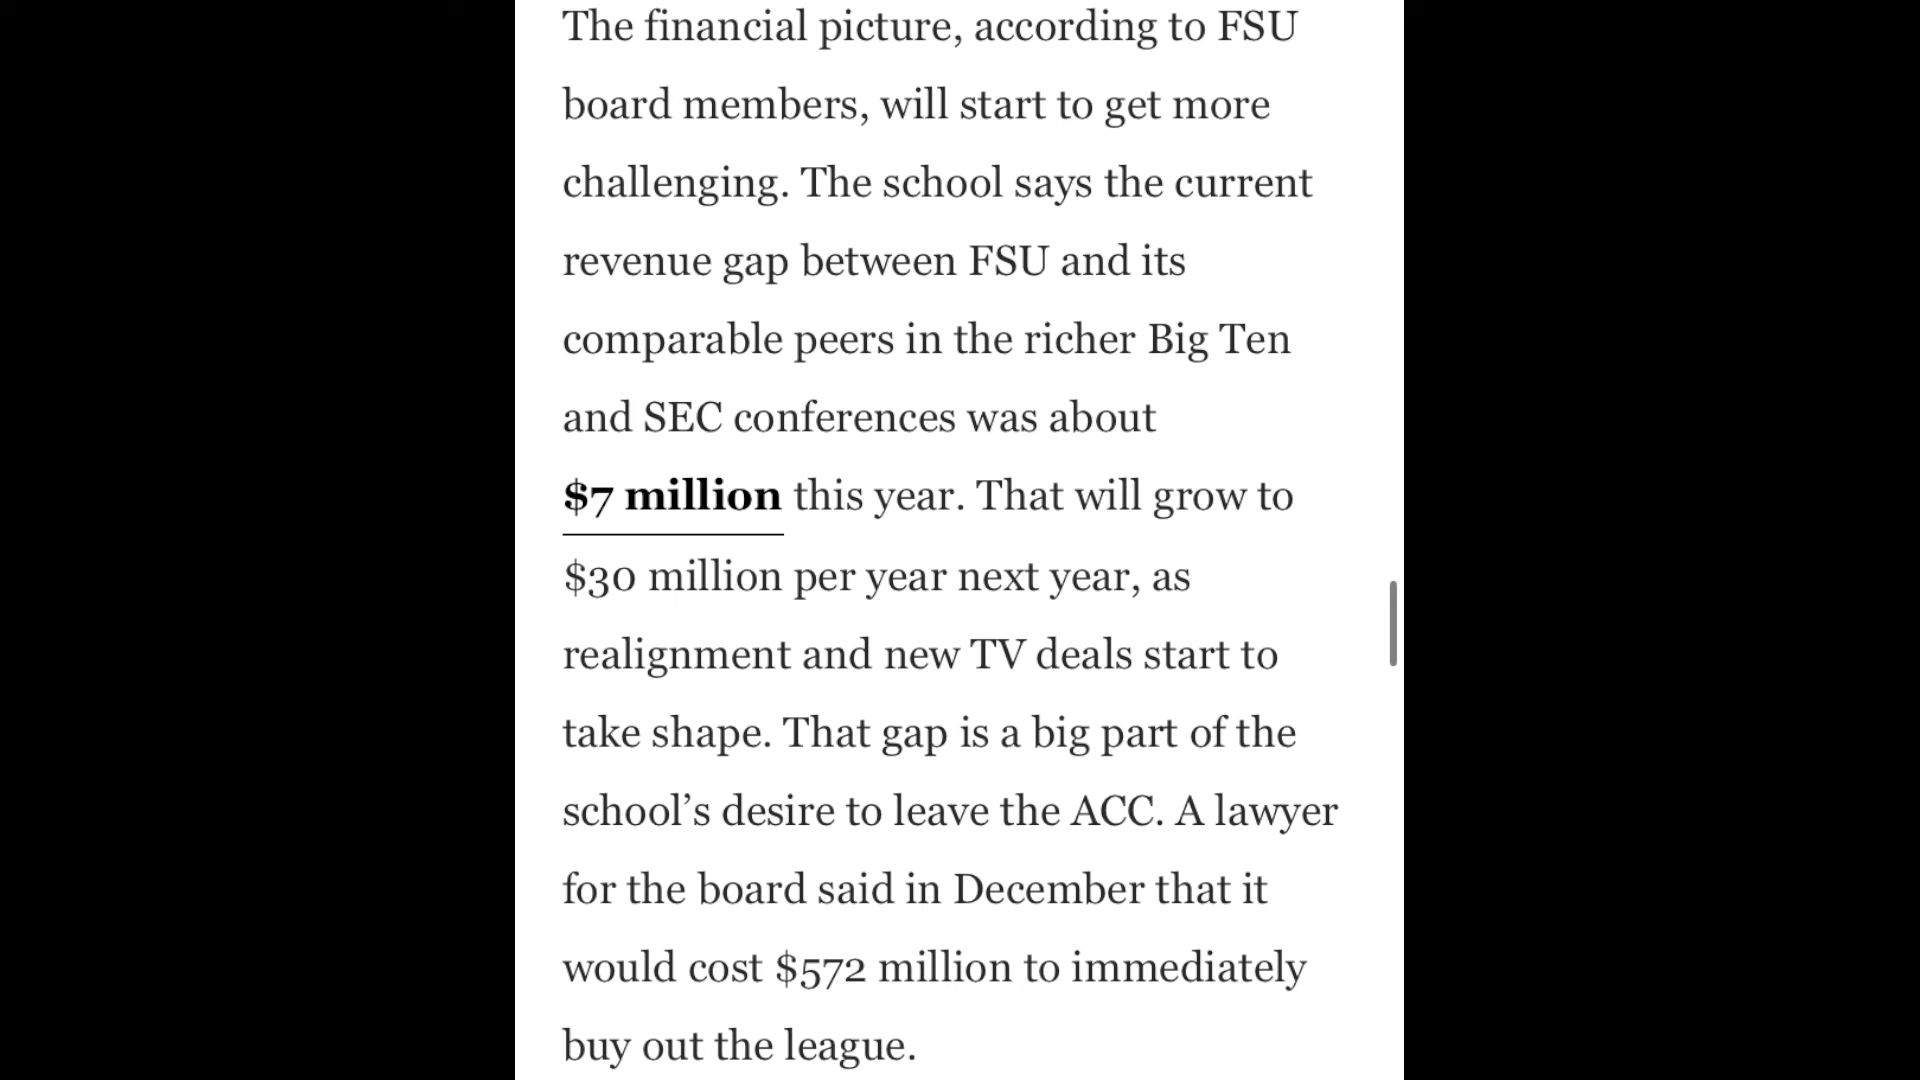 The financial picture, according to FSU
board members, will start to get more
challenging. The school says the current
revenue gap between FSU and its
comparable peers in the richer Big Ten
and SEC conferences was about
$7 million this year. That will grow to
$30 million per year next year, as
realignment and new TV deals start to
take shape. That gap is a big part of the
school’s desire to leave the ACC. A lawyer
for the board said in December that it
would cost $572 million to immediately
buy out the league.